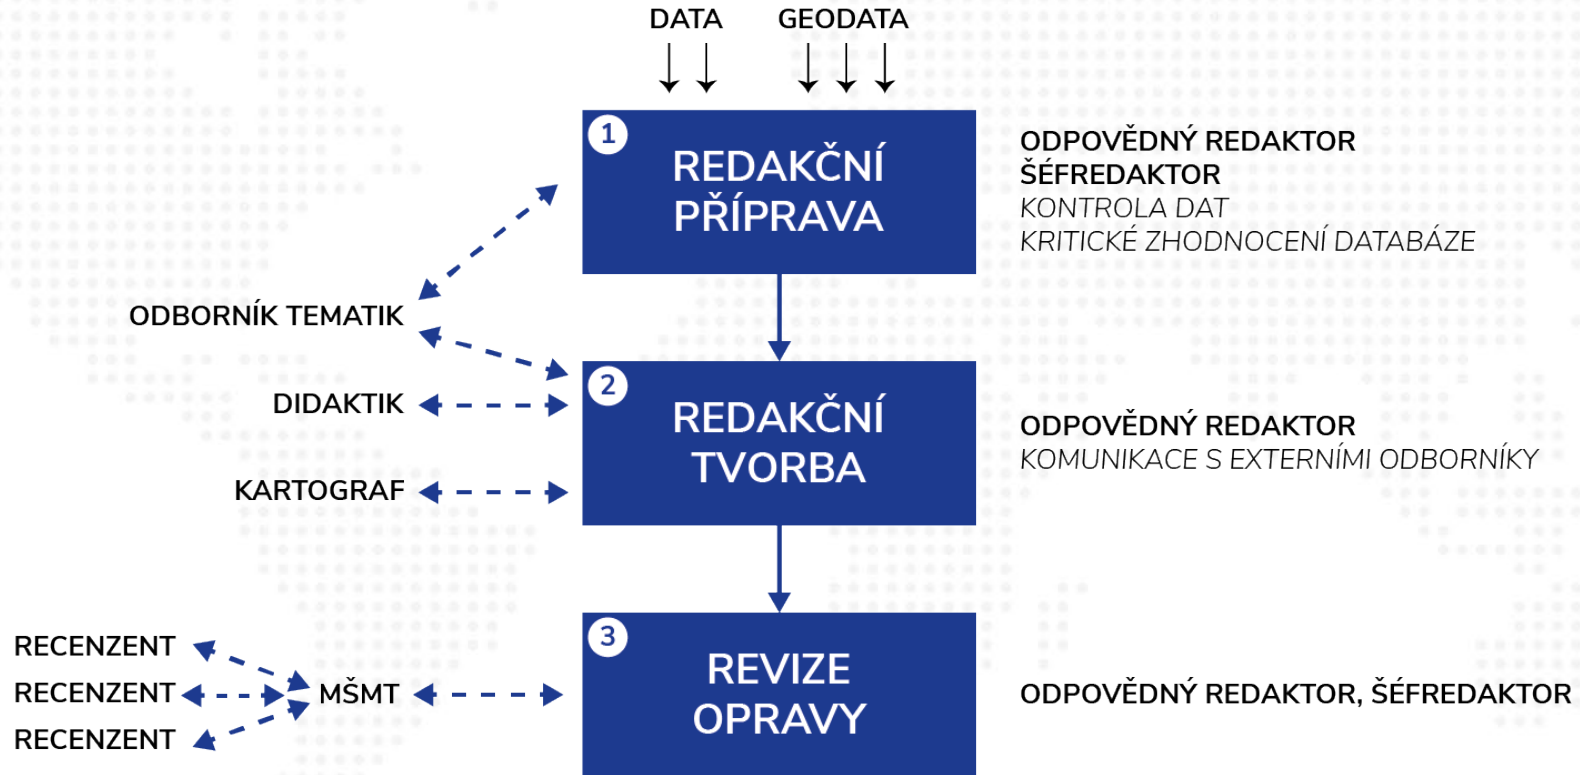 DATA GEODATA
1
REDAKČNÍ
PŘÍPRAVA
ODPOVĚDNÝ REDAKTOR
ŠÉFREDAKTOR
KONTROLA DAT
KRITICKÉ ZHODNOCENÍ DATABÁZE
ODBORNÍK TEMATIK
DIDAKTIK
KARTOGRAF
2
REDAKČNÍ
TVORBA
ODPOVĚDNÝ REDAKTOR
KOMUNIKACE S EXTERNÍMI ODBORNÍKY
RECENZENT
RECENZENT
RECENZENT
MŠMT
3
REVIZE
OPRAVY
ODPOVĚDNÝ REDAKTOR, ŠÉFREDAKTOR